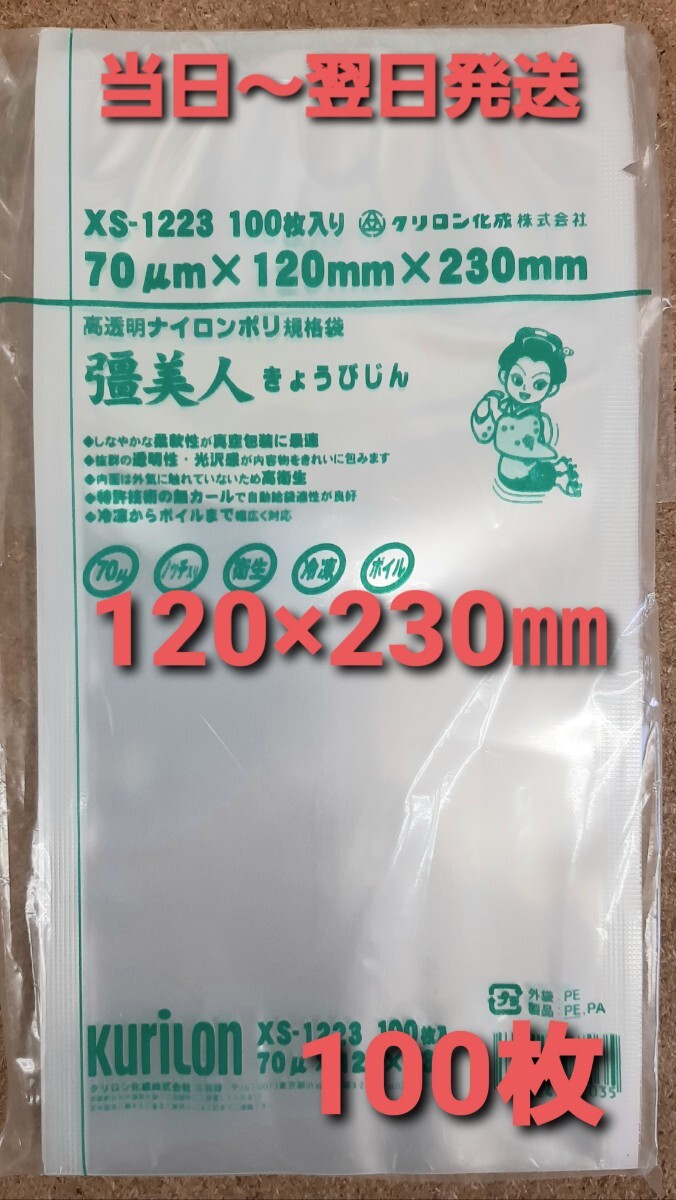 当日～翌日発送
XS-1223 100枚入り クリロン化成株式会社
70μm×120mm×230mm
高透明ナイロンポリ規格袋
彊美人 きょうびじん
◆しなやかな柔軟性が真空包装に最適
◆抜群の透明性・光沢感が内容物をきれいに包みます
◆内面は外気に触れていないため高衛生
◆特許技術の無カールで自動給袋適性が良好
◆冷凍からボイルまで幅広く対応
70μ ノッチ入り 衛生 冷凍 ボイル
120×230㎜
プラ 外袋:PE
製品:PE,PA
KURiLON XS-1223 100枚
クリロン化成株式会社
100枚